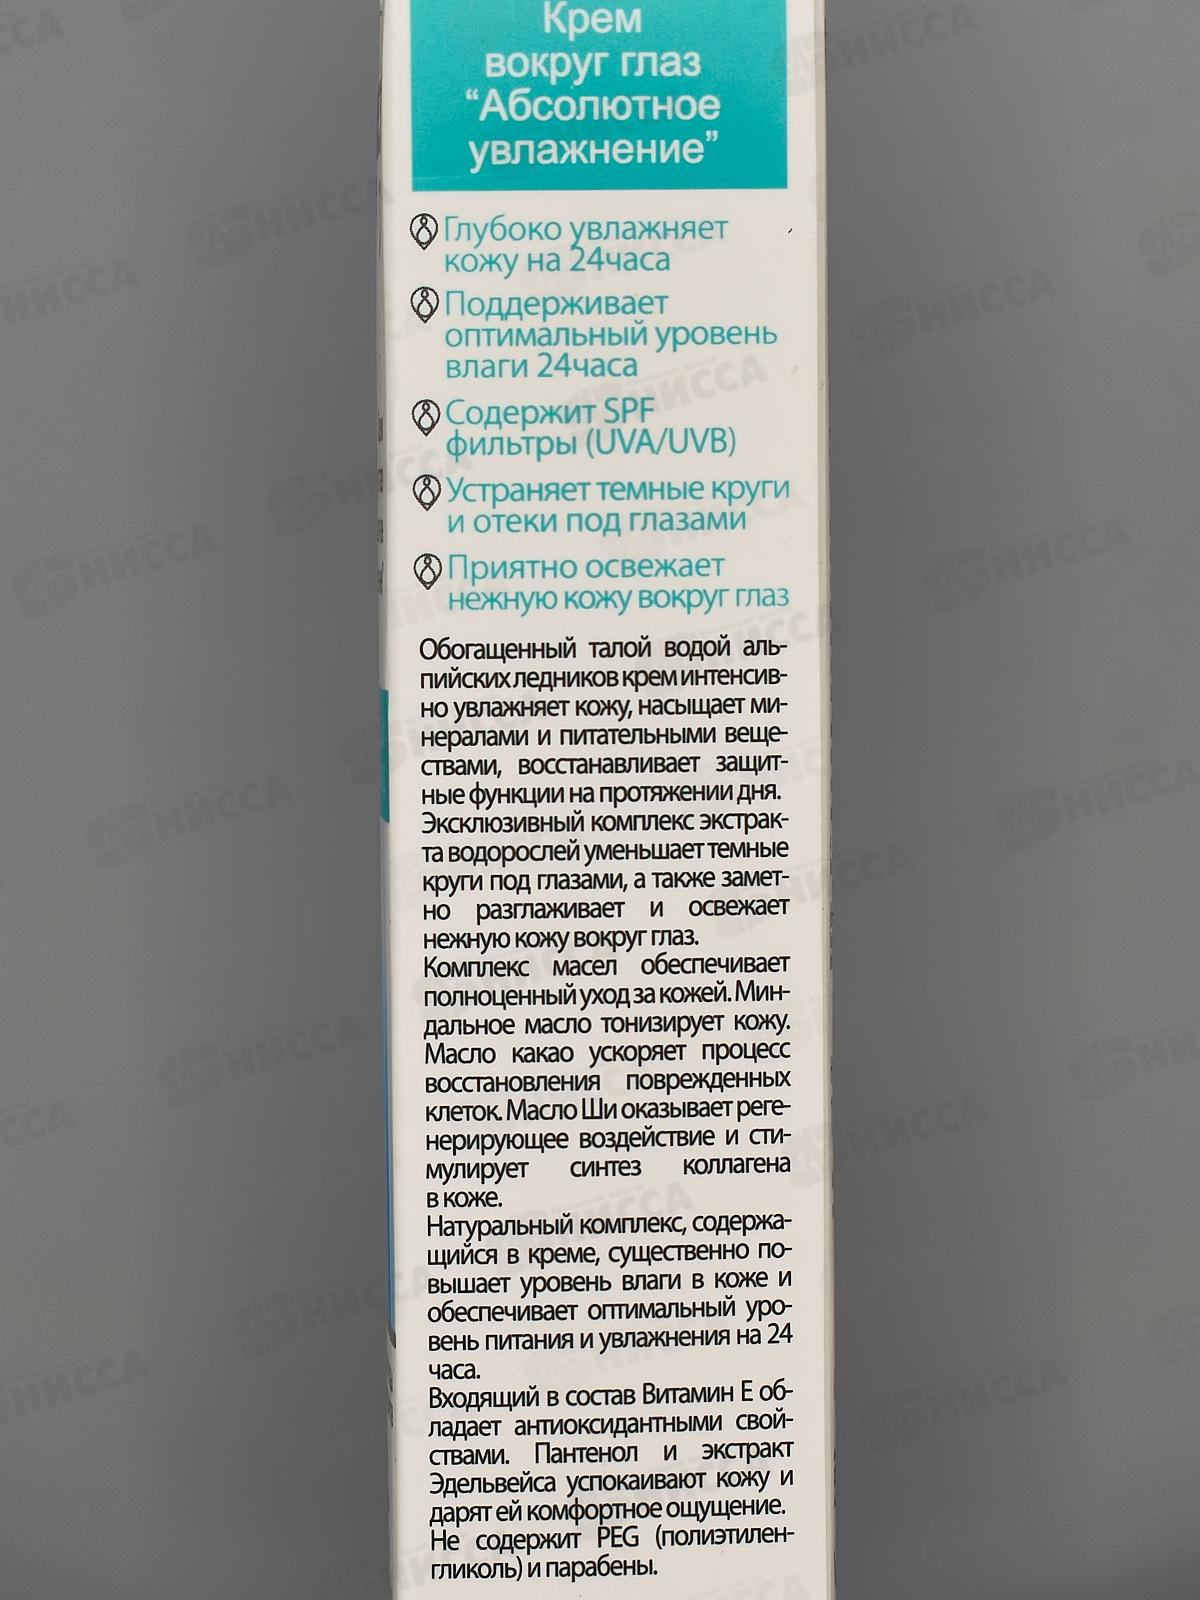 Крем
вокруг глаз
“Абсолютное
увлажнение”
Глубоко увлажняет
кожу на 24часа
Поддерживает
оптимальный уровень
влаги 24часа
Содержит SPF
фильтры (UVA/UVB)
Устраняет темные круги
и отеки под глазами
Приятно освежает
нежную кожу вокруг глаз
Обогащенный талой водой аль-
пийских ледников крем интенсив-
но увлажняет кожу, насыщает ми-
нералами и питательными веще-
ствами, восстанавливает защит-
ные функции на протяжении дня.
Эксклюзивный комплекс экстрак-
та водорослей уменьшает темные
круги под глазами, а также замет-
но разглаживает и освежает
нежную кожу вокруг глаз.
Комплекс масел обеспечивает
полноценный уход за кожей. Мин-
дальное масло тонизирует кожу.
Масло какао ускоряет процесс
восстановления поврежденных
клеток. Масло Ши оказывает реге-
нерирующее воздействие и сти-
мулирует синтез коллагена
в коже.
Натуральный комплекс, содержа-
щийся в креме, существенно по-
вышает уровень влаги в коже и
обеспечивает оптимальный уро-
вень питания и увлажнения на 24
часа.
Входящий в состав Витамин Е об-
ладает антиоксидантными свой-
ствами. Пантенол и экстракт
Эдельвейса успокаивают кожу и
дарят ей комфортное ощущение.
Не содержит PEG (полиэтилен-
гликоль) и парабены.